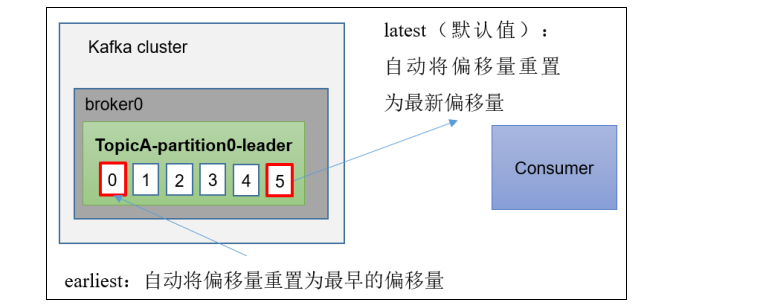 Kafka cluster
latest（默认值）：
自动将偏移量重置
为最新偏移量
broker0
TopicA-partition0-leader
0 1 2 3 4 5
Consumer
earliest：自动将偏移量重置为最早的偏移量